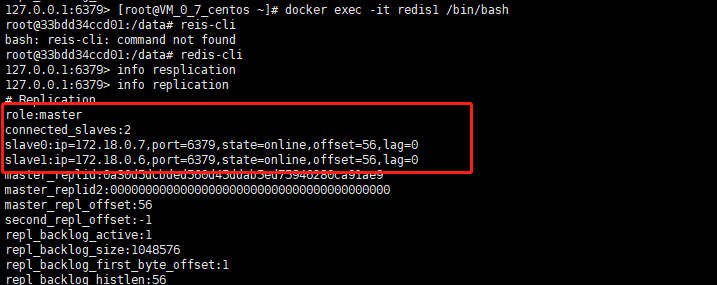 127.0.0.1:6379> [root@VM_0_7_centos ~]# docker exec -it redis1 /bin/bash
root@33bdd34ccd01:/data# reis-cli
bash: reis-cli: command not found
root@33bdd34ccd01:/data# redis-cli
127.0.0.1:6379> info resplication
127.0.0.1:6379> info replication
# Replication
role:master
connected_slaves:2
slave0:ip=172.18.0.7,port=6379,state=online,offset=56,lag=0
slave1:ip=172.18.0.6,port=6379,state=online,offset=56,lag=0
master_replid:0a30d5dcbded560d45ddab5ed75946280ca91ae9
master_replid2:0000000000000000000000000000000000000000
master_repl_offset:56
second_repl_offset:-1
repl_backlog_active:1
repl_backlog_size:1048576
repl_backlog_first_byte_offset:1
repl_backlog_histlen:56